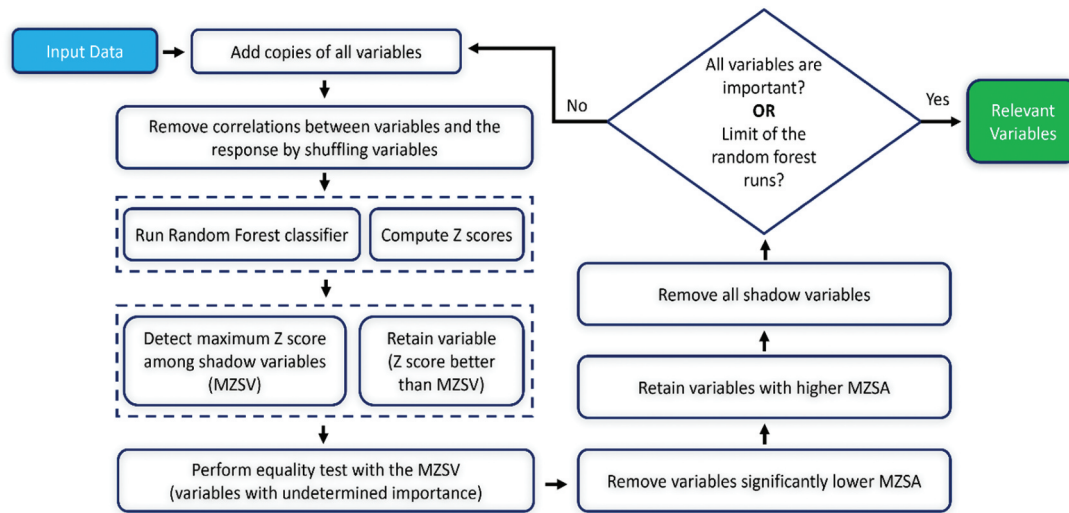 Input Data
Add copies of all variables
Remove correlations between variables and the
response by shuffling variables
Run Random Forest classifier
Compute Z scores
Detect maximum Z score
among shadow variables
(MZSV)
Retain variable
(Z score better
than MZSV)
Perform equality test with the MZSV
(variables with undetermined importance)
Remove variables significantly lower MZSA
Retain variables with higher MZSA
Remove all shadow variables
All variables are
important?
OR
Limit of the
random forest
runs?
No
Yes
Relevant
Variables